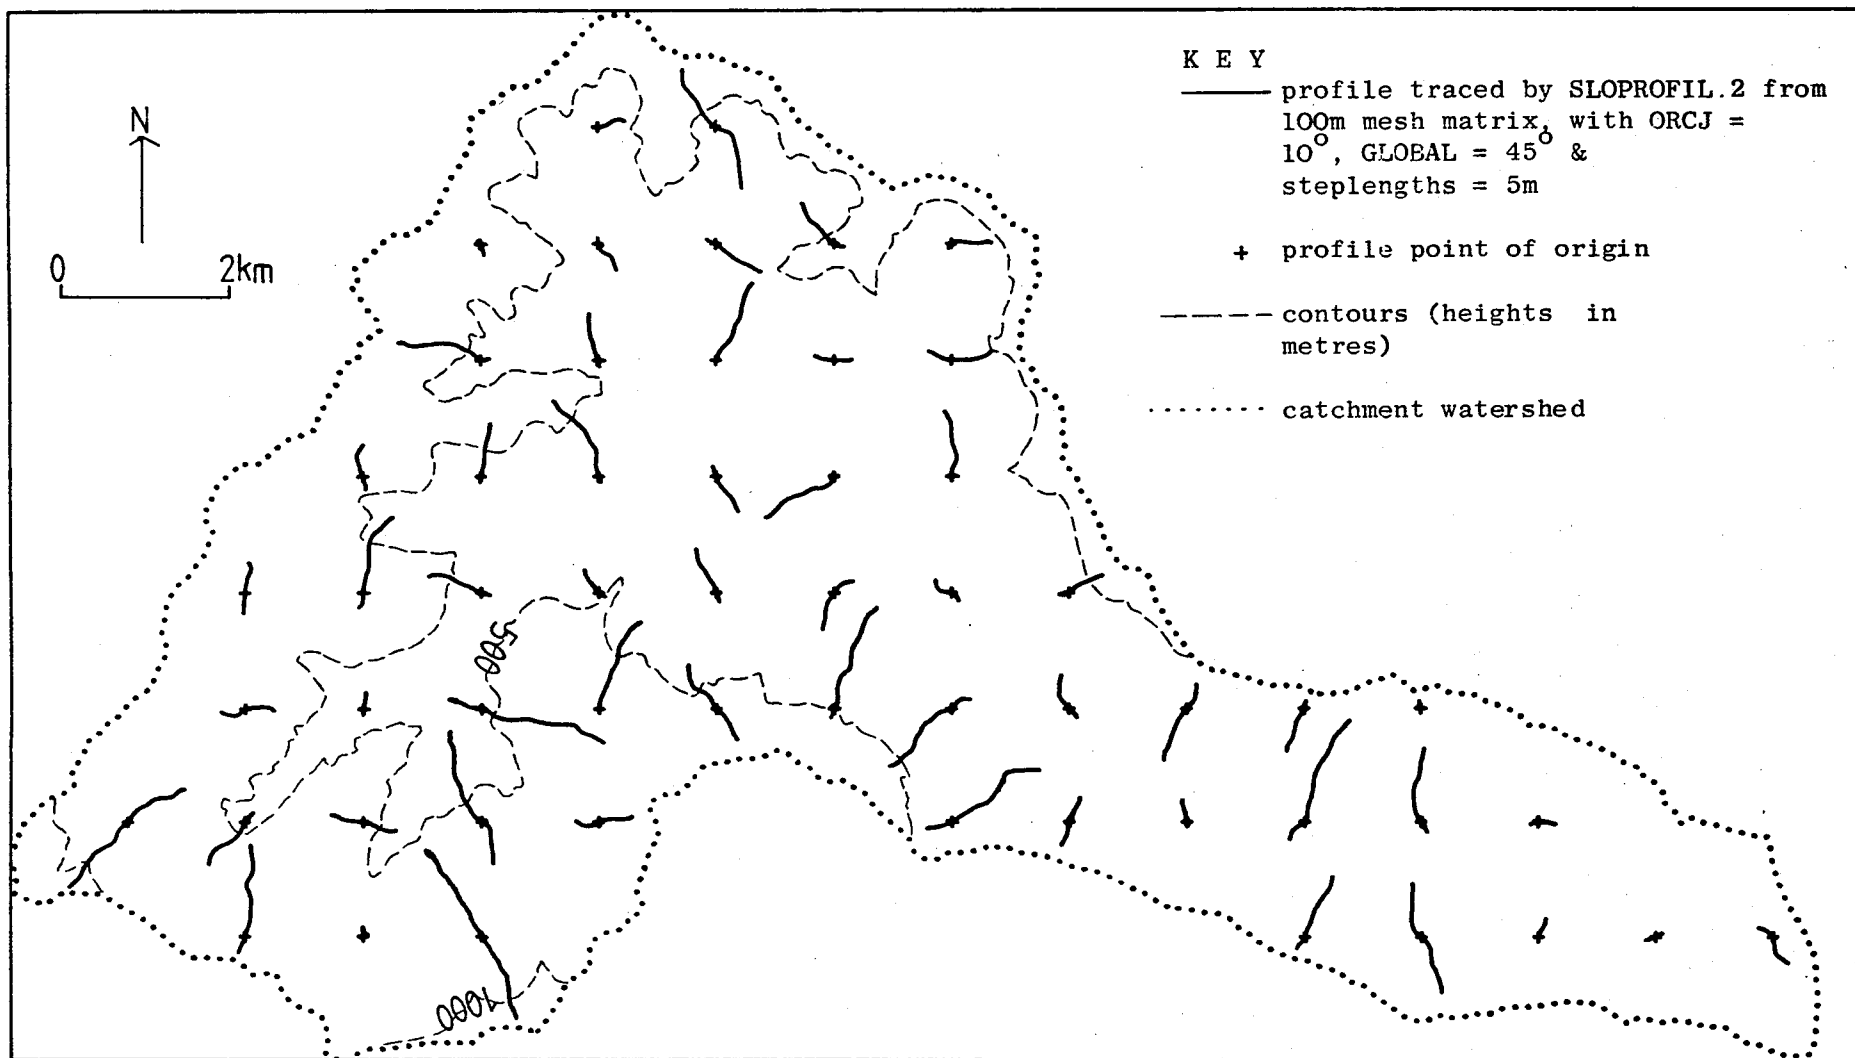 K E Y
profile traced by SLOPROFIL.2 from
100m mesh matrix, with ORCJ =
10°, GLOBAL = 45° &
steplengths = 5m
N
0 2km
+ profile point of origin
contours (heights in
metres)
catchment watershed
500
1000